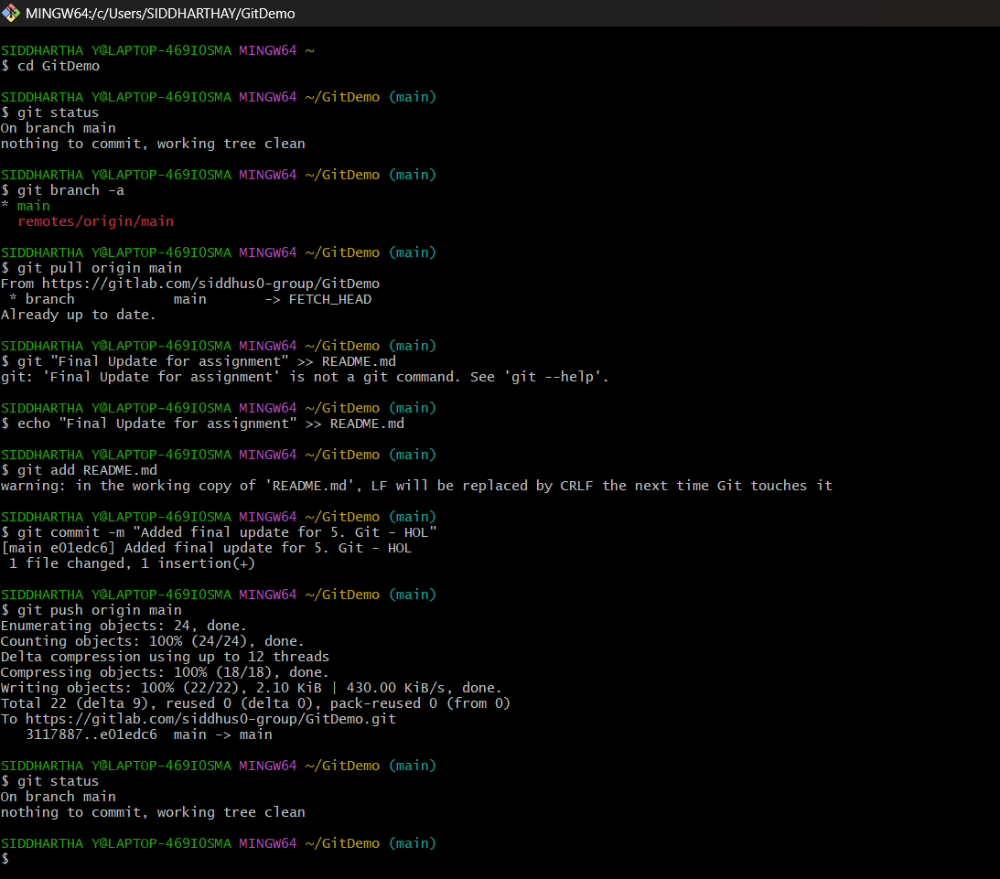 MINGW64:/c/Users/SIDDHARTHAY/GitDemo
SIDDHARTHA Y@LAPTOP-469IOSMA MINGW64 ~
$ cd GitDemo
SIDDHARTHA Y@LAPTOP-469IOSMA MINGW64 ~/GitDemo (main)
$ git status
On branch main
nothing to commit, working tree clean
SIDDHARTHA Y@LAPTOP-469IOSMA MINGW64 ~/GitDemo (main)
$ git branch -a
* main
  remotes/origin/main
SIDDHARTHA Y@LAPTOP-469IOSMA MINGW64 ~/GitDemo (main)
$ git pull origin main
From https://gitlab.com/siddhus0-group/GitDemo
 * branch            main       -> FETCH_HEAD
Already up to date.
SIDDHARTHA Y@LAPTOP-469IOSMA MINGW64 ~/GitDemo (main)
$ git "Final Update for assignment" >> README.md
git: 'Final Update for assignment' is not a git command. See 'git --help'.
SIDDHARTHA Y@LAPTOP-469IOSMA MINGW64 ~/GitDemo (main)
$ echo "Final Update for assignment" >> README.md
SIDDHARTHA Y@LAPTOP-469IOSMA MINGW64 ~/GitDemo (main)
$ git add README.md
warning: in the working copy of 'README.md', LF will be replaced by CRLF the next time Git touches it
SIDDHARTHA Y@LAPTOP-469IOSMA MINGW64 ~/GitDemo (main)
$ git commit -m "Added final update for 5. Git - HOL"
[main e01edc6] Added final update for 5. Git - HOL
 1 file changed, 1 insertion(+)
SIDDHARTHA Y@LAPTOP-469IOSMA MINGW64 ~/GitDemo (main)
$ git push origin main
Enumerating objects: 24, done.
Counting objects: 100% (24/24), done.
Delta compression using up to 12 threads
Compressing objects: 100% (18/18), done.
Writing objects: 100% (22/22), 2.10 KiB | 430.00 KiB/s, done.
Total 22 (delta 9), reused 0 (delta 0), pack-reused 0 (from 0)
To https://gitlab.com/siddhus0-group/GitDemo.git
   3117887..e01edc6  main -> main
SIDDHARTHA Y@LAPTOP-469IOSMA MINGW64 ~/GitDemo (main)
$ git status
On branch main
nothing to commit, working tree clean
SIDDHARTHA Y@LAPTOP-469IOSMA MINGW64 ~/GitDemo (main)
$